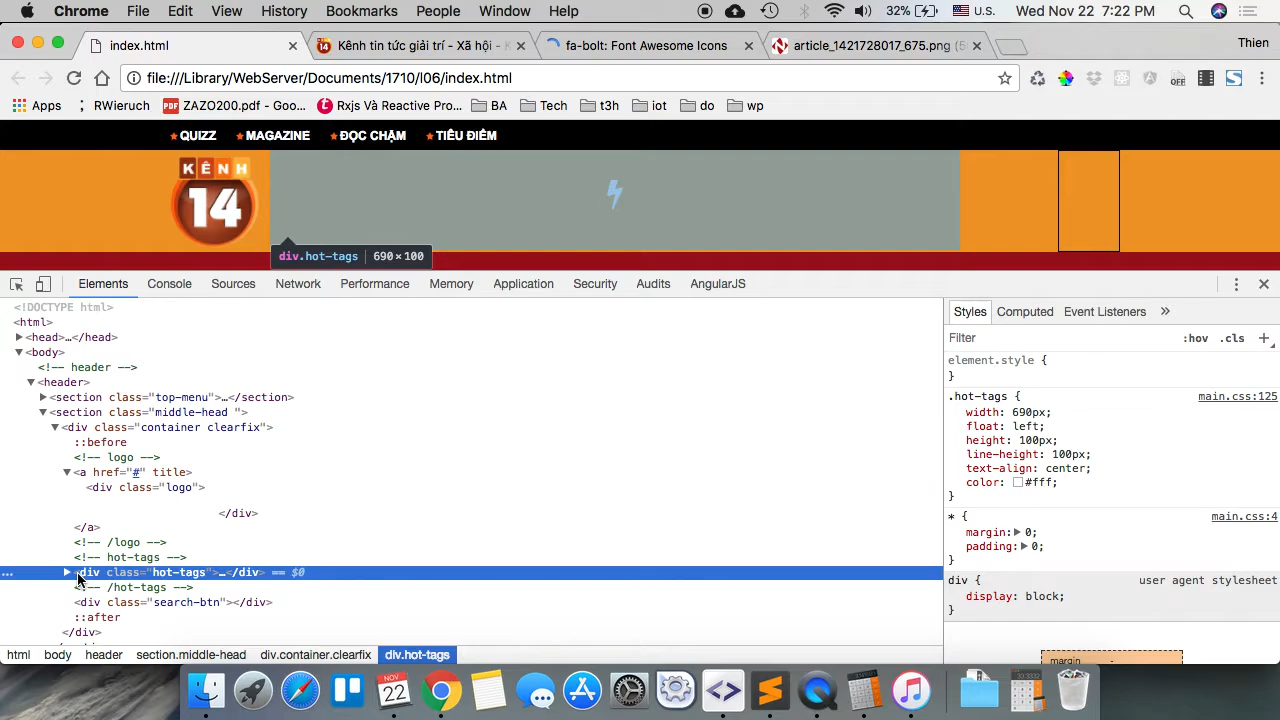 Chrome File Edit View History Bookmarks People Window Help 32% U.S. Wed Nov 22 7:22 PM
index.html Kênh tin tức giải trí - Xã hội - K fa-bolt: Font Awesome Icons article_1421728017_675.png (5 Thien
file:///Library/WebServer/Documents/1710/l06/index.html
Apps RWieruch ZAZO200.pdf - Goo... Rxjs Và Reactive Pro... BA Tech t3h iot do wp
QUIZZ MAGAZINE ĐỌC CHẬM TIÊU ĐIỂM
KÊNH
14
div.hot-tags 690×100
Elements Console Sources Network Performance Memory Application Security Audits AngularJS
<!DOCTYPE html>
<html>
<head>…</head>
<body>
<!-- header -->
<header>
<section class="top-menu">…</section>
<section class="middle-head ">
<div class="container clearfix">
::before
<!-- logo -->
<a href="#" title>
<div class="logo">
</div>
</a>
<!-- /logo -->
<!-- hot-tags -->
... <div class="hot-tags">…</div> == $0
<!-- /hot-tags -->
<div class="search-btn"></div>
::after
</div>
html body header section.middle-head div.container.clearfix div.hot-tags
Styles Computed Event Listeners »
Filter :hov .cls +
element.style {
}
.hot-tags { main.css:125
width: 690px;
float: left;
height: 100px;
line-height: 100px;
text-align: center;
color: #fff;
}
* { main.css:4
margin: 0;
padding: 0;
}
div { user agent stylesheet
display: block;
}
margin -
NOV
22